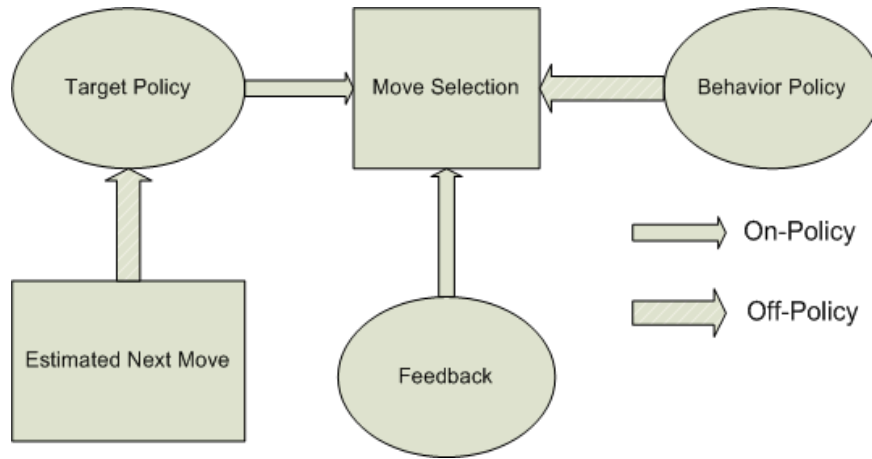 Target Policy
Move Selection
Behavior Policy
On-Policy
Off-Policy
Estimated Next Move
Feedback